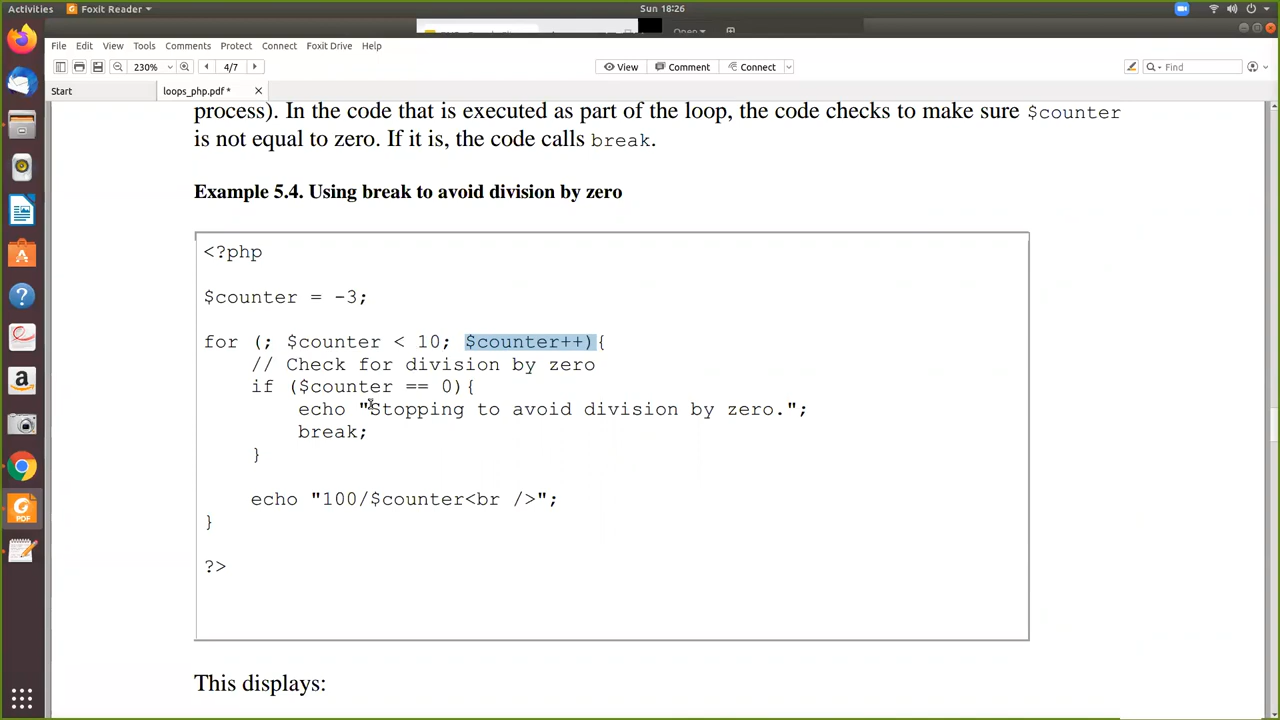 Activities
Foxit Reader
Sun 18:26
File Edit View Tools Comments Protect Connect Foxit Drive Help
230% 4/7 View Comment Connect Find
Start loops_php.pdf *
process). In the code that is executed as part of the loop, the code checks to make sure $counter
is not equal to zero. If it is, the code calls break.
Example 5.4. Using break to avoid division by zero
<?php
$counter = -3;
for (; $counter < 10; $counter++){
// Check for division by zero
if ($counter == 0){
echo "Stopping to avoid division by zero.";
break;
}
echo "100/$counter<br />";
}
?>
This displays: